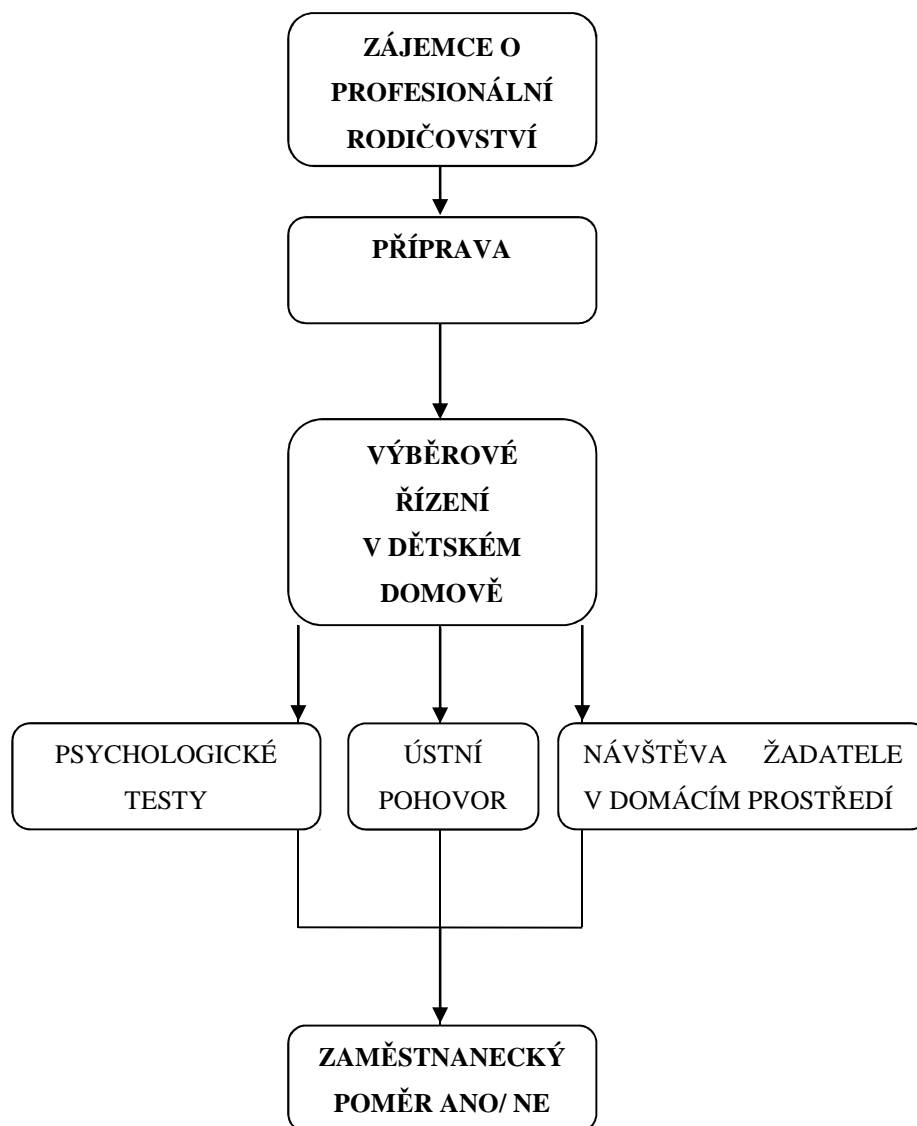 ZÁJEMCE O
PROFESIONÁLNÍ
RODIČOVSTVÍ
PŘÍPRAVA
VÝBĚROVÉ
ŘÍZENÍ
V DĚTSKÉM
DOMOVĚ
PSYCHOLOGICKÉ
TESTY
ÚSTNÍ
POHOVOR
NÁVŠTĚVA ŽADATELE
V DOMÁCÍM PROSTŘEDÍ
ZAMĚSTNANECKÝ
POMĚR ANO/ NE